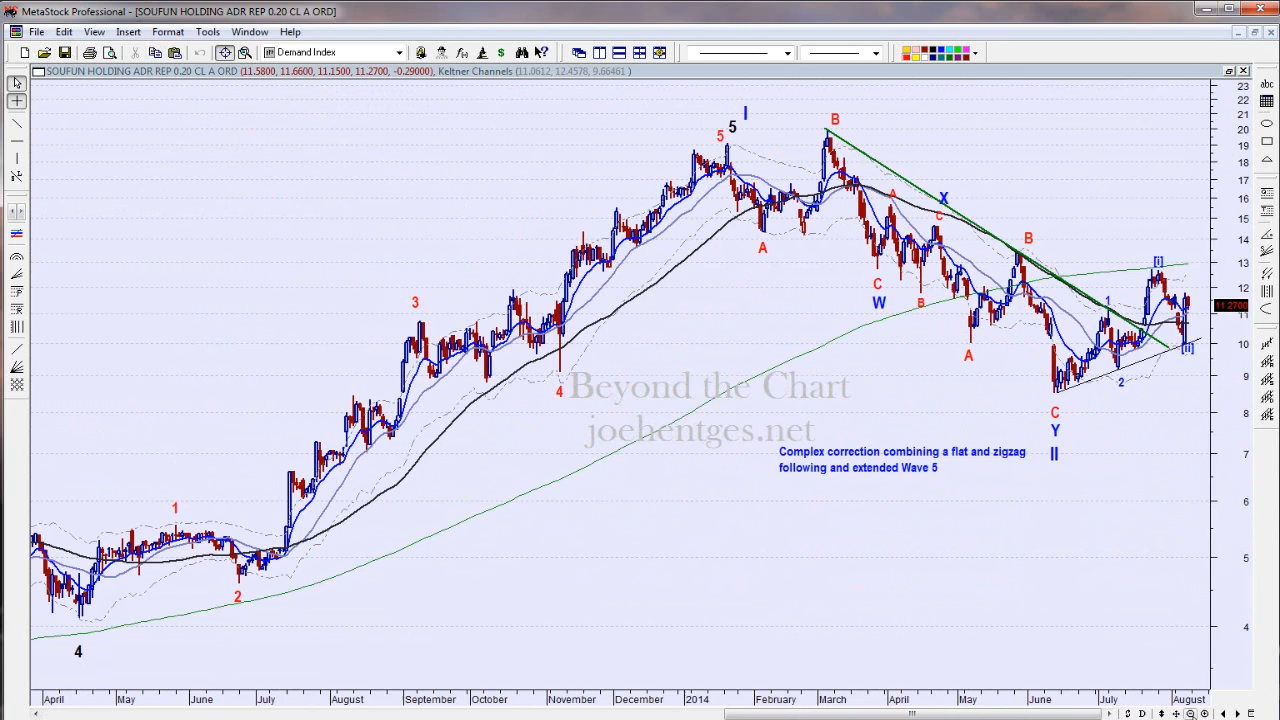 MetaStock Professional - [SOUFUN HOLDING ADR REP 0.20 CL A ORD]
File Edit View Insert Format Tools Window Help
Demand Index
SOUFUN HOLDING ADR REP 0.20 CL A ORD (11.5800, 11.6600, 11.1500, 11.2700, -0.29000), Keltner Channels (11.0612, 12.4578, 9.66461 )
abc
23
22
21
20
19
18
17
16
15
14
13
12
11
10
9
8
7
6
5
4
11.2700
I
5 5
B
A X
C
A B
C [i]
W B 1
3
[ii]
A
2
4
C
Y
II
1
2
4
Beyond the Chart
joehentges.net
Complex correction combining a flat and zigzag
following and extended Wave 5
April May June July August September October November December 2014 February March April May June July August
D